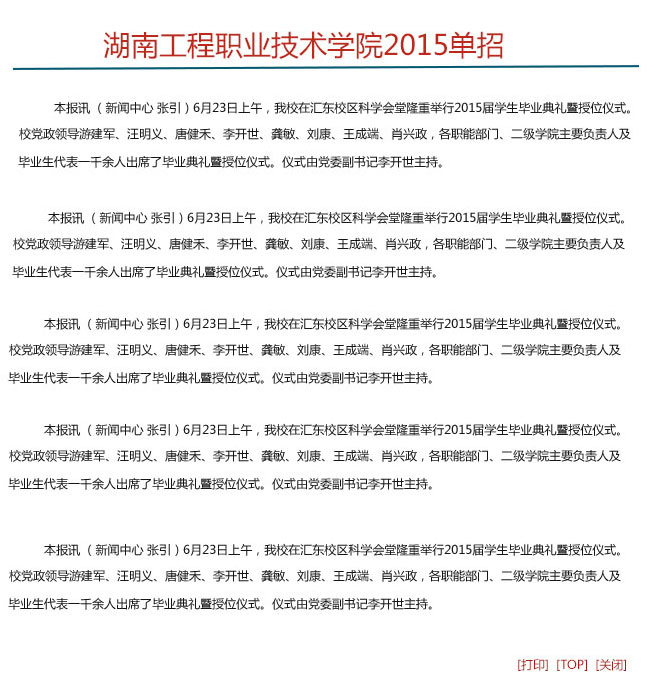 湖南工程职业技术学院2015单招
本报讯 （ 新闻中心 张引）6月23日上午，我校在汇东校区科学会堂隆重举行2015届学生毕业典礼暨授位仪式。
校党政领导游建军、汪明义、唐健禾、李开世、龚敏、刘康、王成端、肖兴政，各职能部门、二级学院主要负责人及
毕业生代表一千余人出席了毕业典礼暨授位仪式。仪式由党委副书记李开世主持。
本报讯 （ 新闻中心 张引）6月23日上午，我校在汇东校区科学会堂隆重举行2015届学生毕业典礼暨授位仪式。
校党政领导游建军、汪明义、唐健禾、李开世、龚敏、刘康、王成端、肖兴政，各职能部门、二级学院主要负责人及
毕业生代表一千余人出席了毕业典礼暨授位仪式。仪式由党委副书记李开世主持。
本报讯 （ 新闻中心 张引）6月23日上午，我校在汇东校区科学会堂隆重举行2015届学生毕业典礼暨授位仪式。
校党政领导游建军、汪明义、唐健禾、李开世、龚敏、刘康、王成端、肖兴政，各职能部门、二级学院主要负责人及
毕业生代表一千余人出席了毕业典礼暨授位仪式。仪式由党委副书记李开世主持。
本报讯 （ 新闻中心 张引）6月23日上午，我校在汇东校区科学会堂隆重举行2015届学生毕业典礼暨授位仪式。
校党政领导游建军、汪明义、唐健禾、李开世、龚敏、刘康、王成端、肖兴政，各职能部门、二级学院主要负责人及
毕业生代表一千余人出席了毕业典礼暨授位仪式。仪式由党委副书记李开世主持。
本报讯 （ 新闻中心 张引）6月23日上午，我校在汇东校区科学会堂隆重举行2015届学生毕业典礼暨授位仪式。
校党政领导游建军、汪明义、唐健禾、李开世、龚敏、刘康、王成端、肖兴政，各职能部门、二级学院主要负责人及
毕业生代表一千余人出席了毕业典礼暨授位仪式。仪式由党委副书记李开世主持。
[打印] [TOP] [关闭]